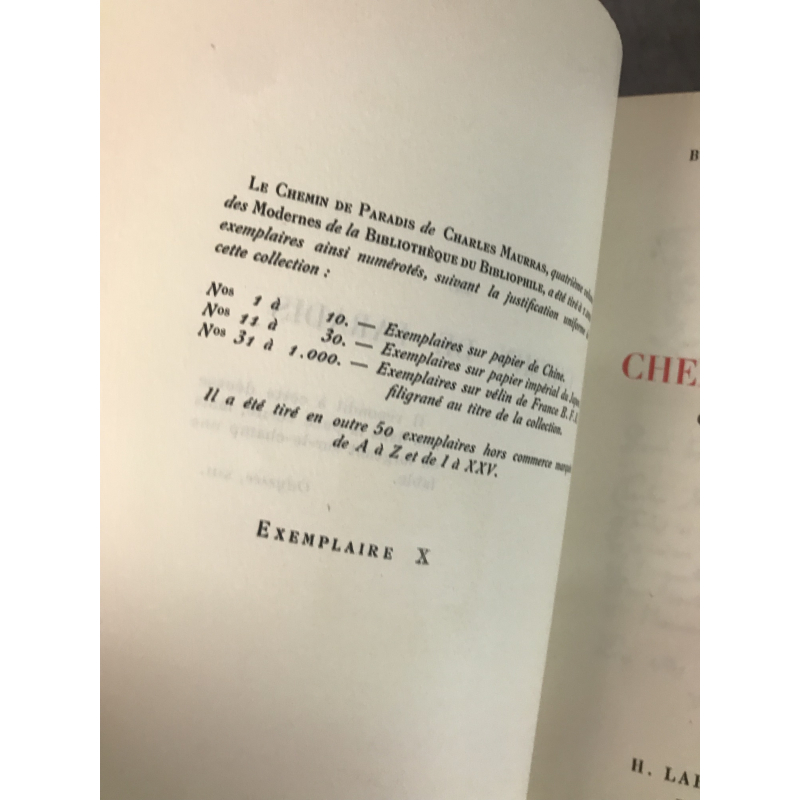 LE CHEMIN DE PARADIS de CHARLES MAURRAS, quatrième
des Modernes de la BIBLIOTHÈQUE DU BIBLIOPHILE, a été tiré à
exemplaires ainsi numérotés, suivant la justification uniforme
cette collection :
Nos 1 à 10. — Exemplaires sur papier de Chine.
Nos 11 à 30. — Exemplaires sur papier impérial du Japon.
Nos 31 à 1.000. — Exemplaires sur vélin de France B.F.K.
filigrané au titre de la collection.
Il a été tiré en outre 50 exemplaires hors commerce
de A à Z et de I à XXV.
EXEMPLAIRE X
B
CHE
H. LA